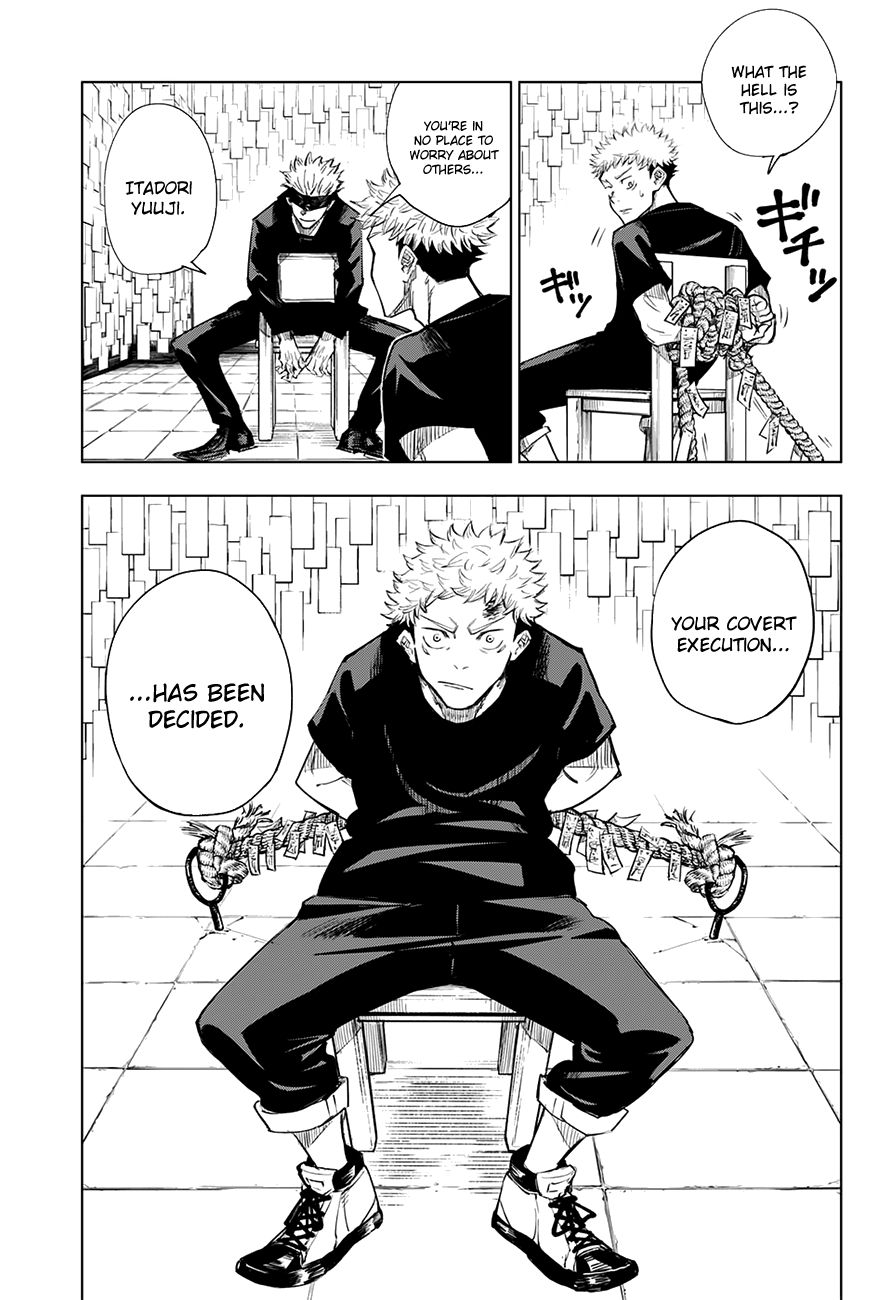 WHAT THE
HELL IS
THIS...?
ギチッ
ギッ
YOU'RE IN
NO PLACE TO
WORRY ABOUT
OTHERS...
ITADORI
YUUJI.
YOUR COVERT
EXECUTION...
...HAS BEEN
DECIDED.